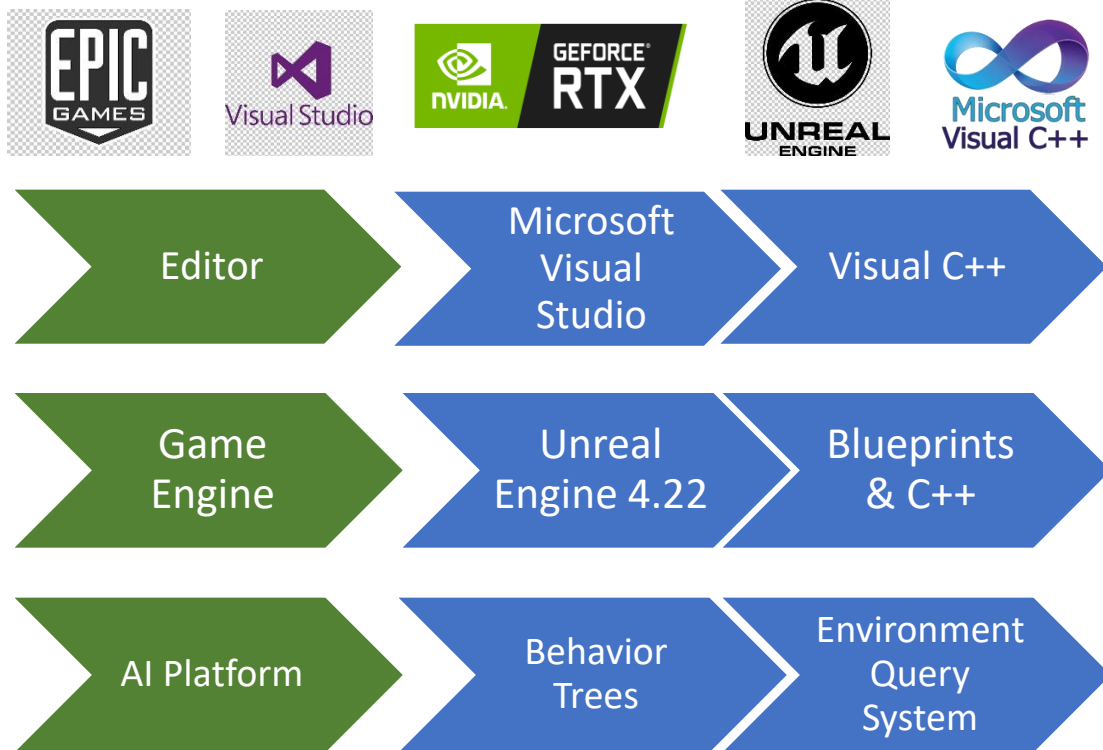 EPIC
GAMES
Visual Studio
NVIDIA.
GEFORCE®
RTX
UNREAL
ENGINE
Microsoft
Visual C++
Editor
Microsoft
Visual
Studio
Visual C++
Game
Engine
Unreal
Engine 4.22
Blueprints
& C++
AI Platform
Behavior
Trees
Environment
Query
System